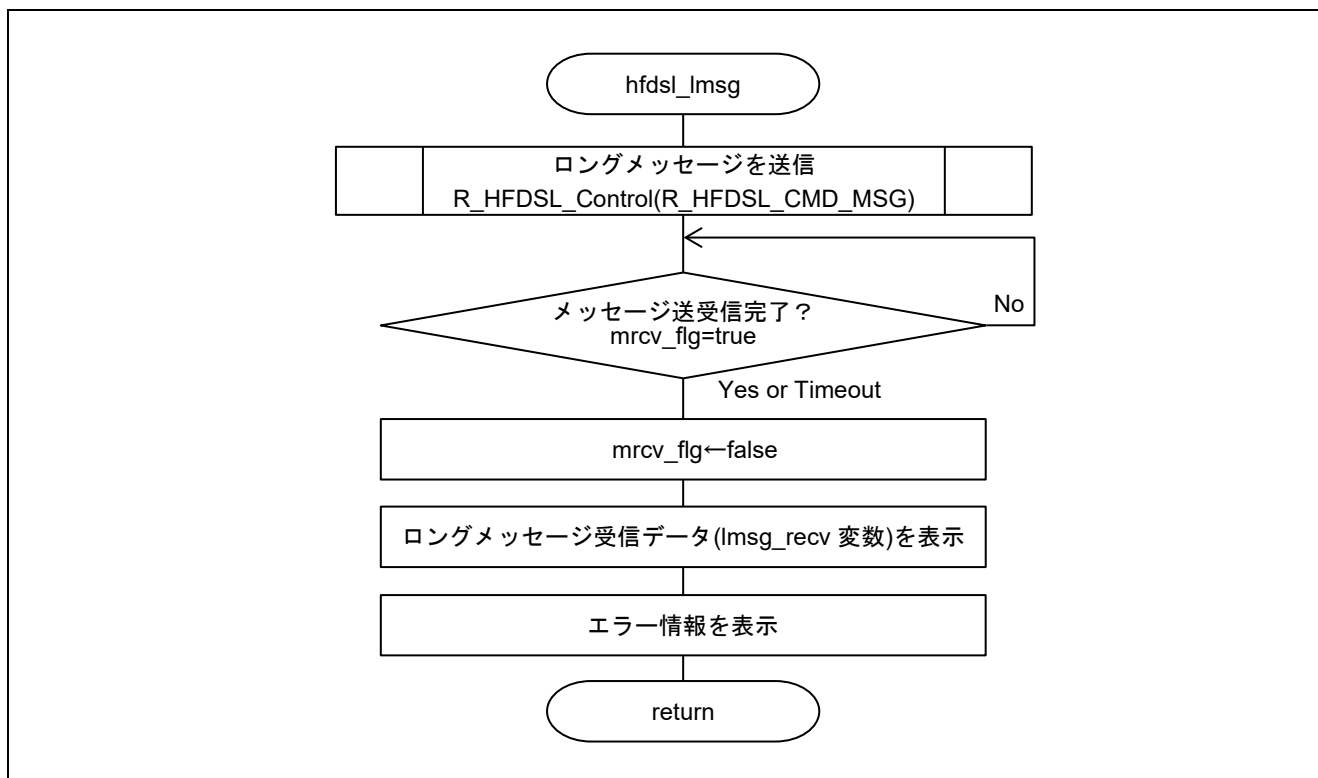 hfdsl_lmsg
ロングメッセージを送信
R_HFDSL_Control(R_HFDSL_CMD_MSG)
メッセージ送受信完了？
mrcv_flg=true
No
Yes or Timeout
mrcv_flg←false
ロングメッセージ受信データ(lmsg_recv 変数)を表示
エラー情報を表示
return